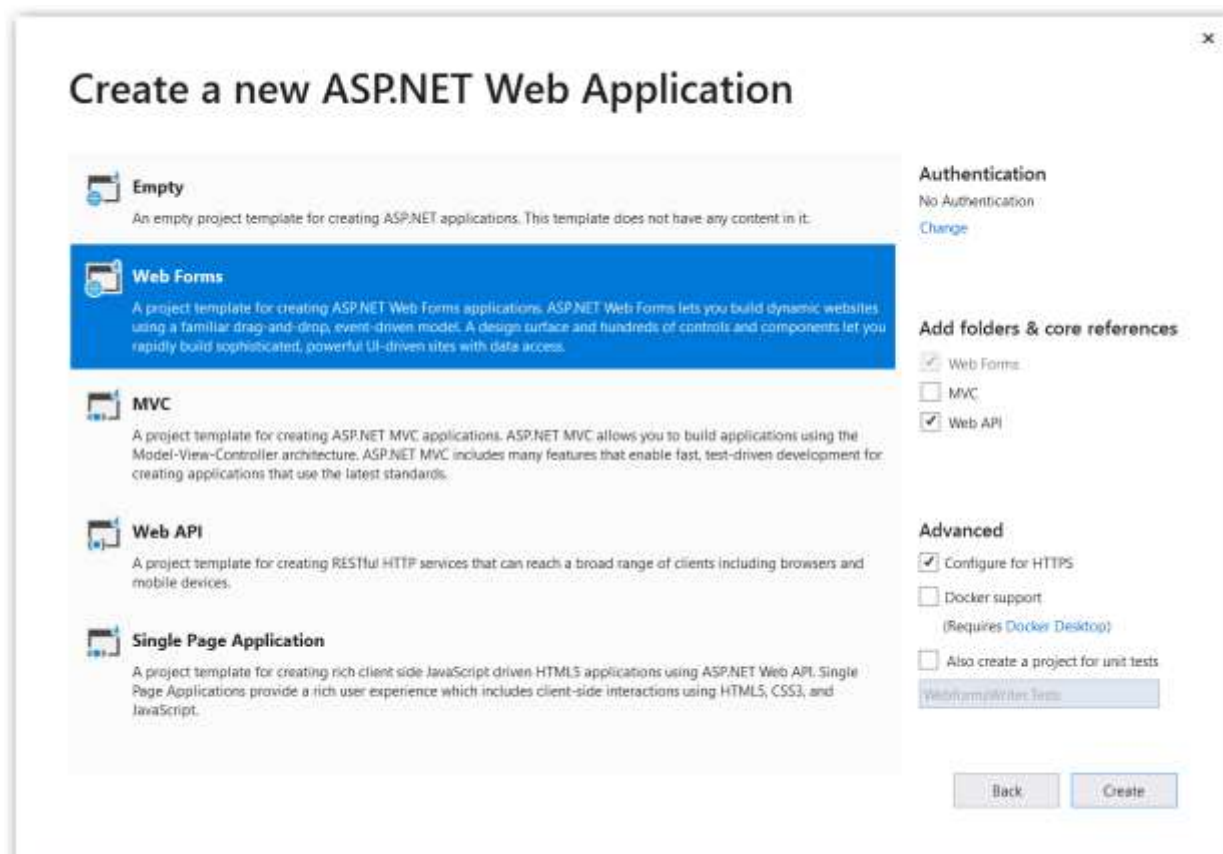 Create a new ASP.NET Web Application
Empty
An empty project template for creating ASP.NET applications. This template does not have any content in it.
Web Forms
A project template for creating ASP.NET Web Forms applications. ASP.NET Web Forms lets you build dynamic websites
using a familiar drag-and-drop, event-driven model. A design surface and hundreds of controls and components let you
rapidly build sophisticated, powerful UI-driven sites with data access.
MVC
A project template for creating ASP.NET MVC applications. ASP.NET MVC allows you to build applications using the
Model-View-Controller architecture. ASP.NET MVC includes many features that enable fast, test-driven development for
creating applications that use the latest standards.
Web API
A project template for creating RESTful HTTP services that can reach a broad range of clients including browsers and
mobile devices.
Single Page Application
A project template for creating rich client side JavaScript driven HTML5 applications using ASP.NET Web API. Single
Page Applications provide a rich user experience which includes client-side interactions using HTML5, CSS3, and
JavaScript.
Authentication
No Authentication
Change
Add folders & core references
Web Forms
MVC
Web API
Advanced
Configure for HTTPS
Docker support
(Requires Docker Desktop)
Also create a project for unit tests
WebformsWriter.Tests
Back
Create